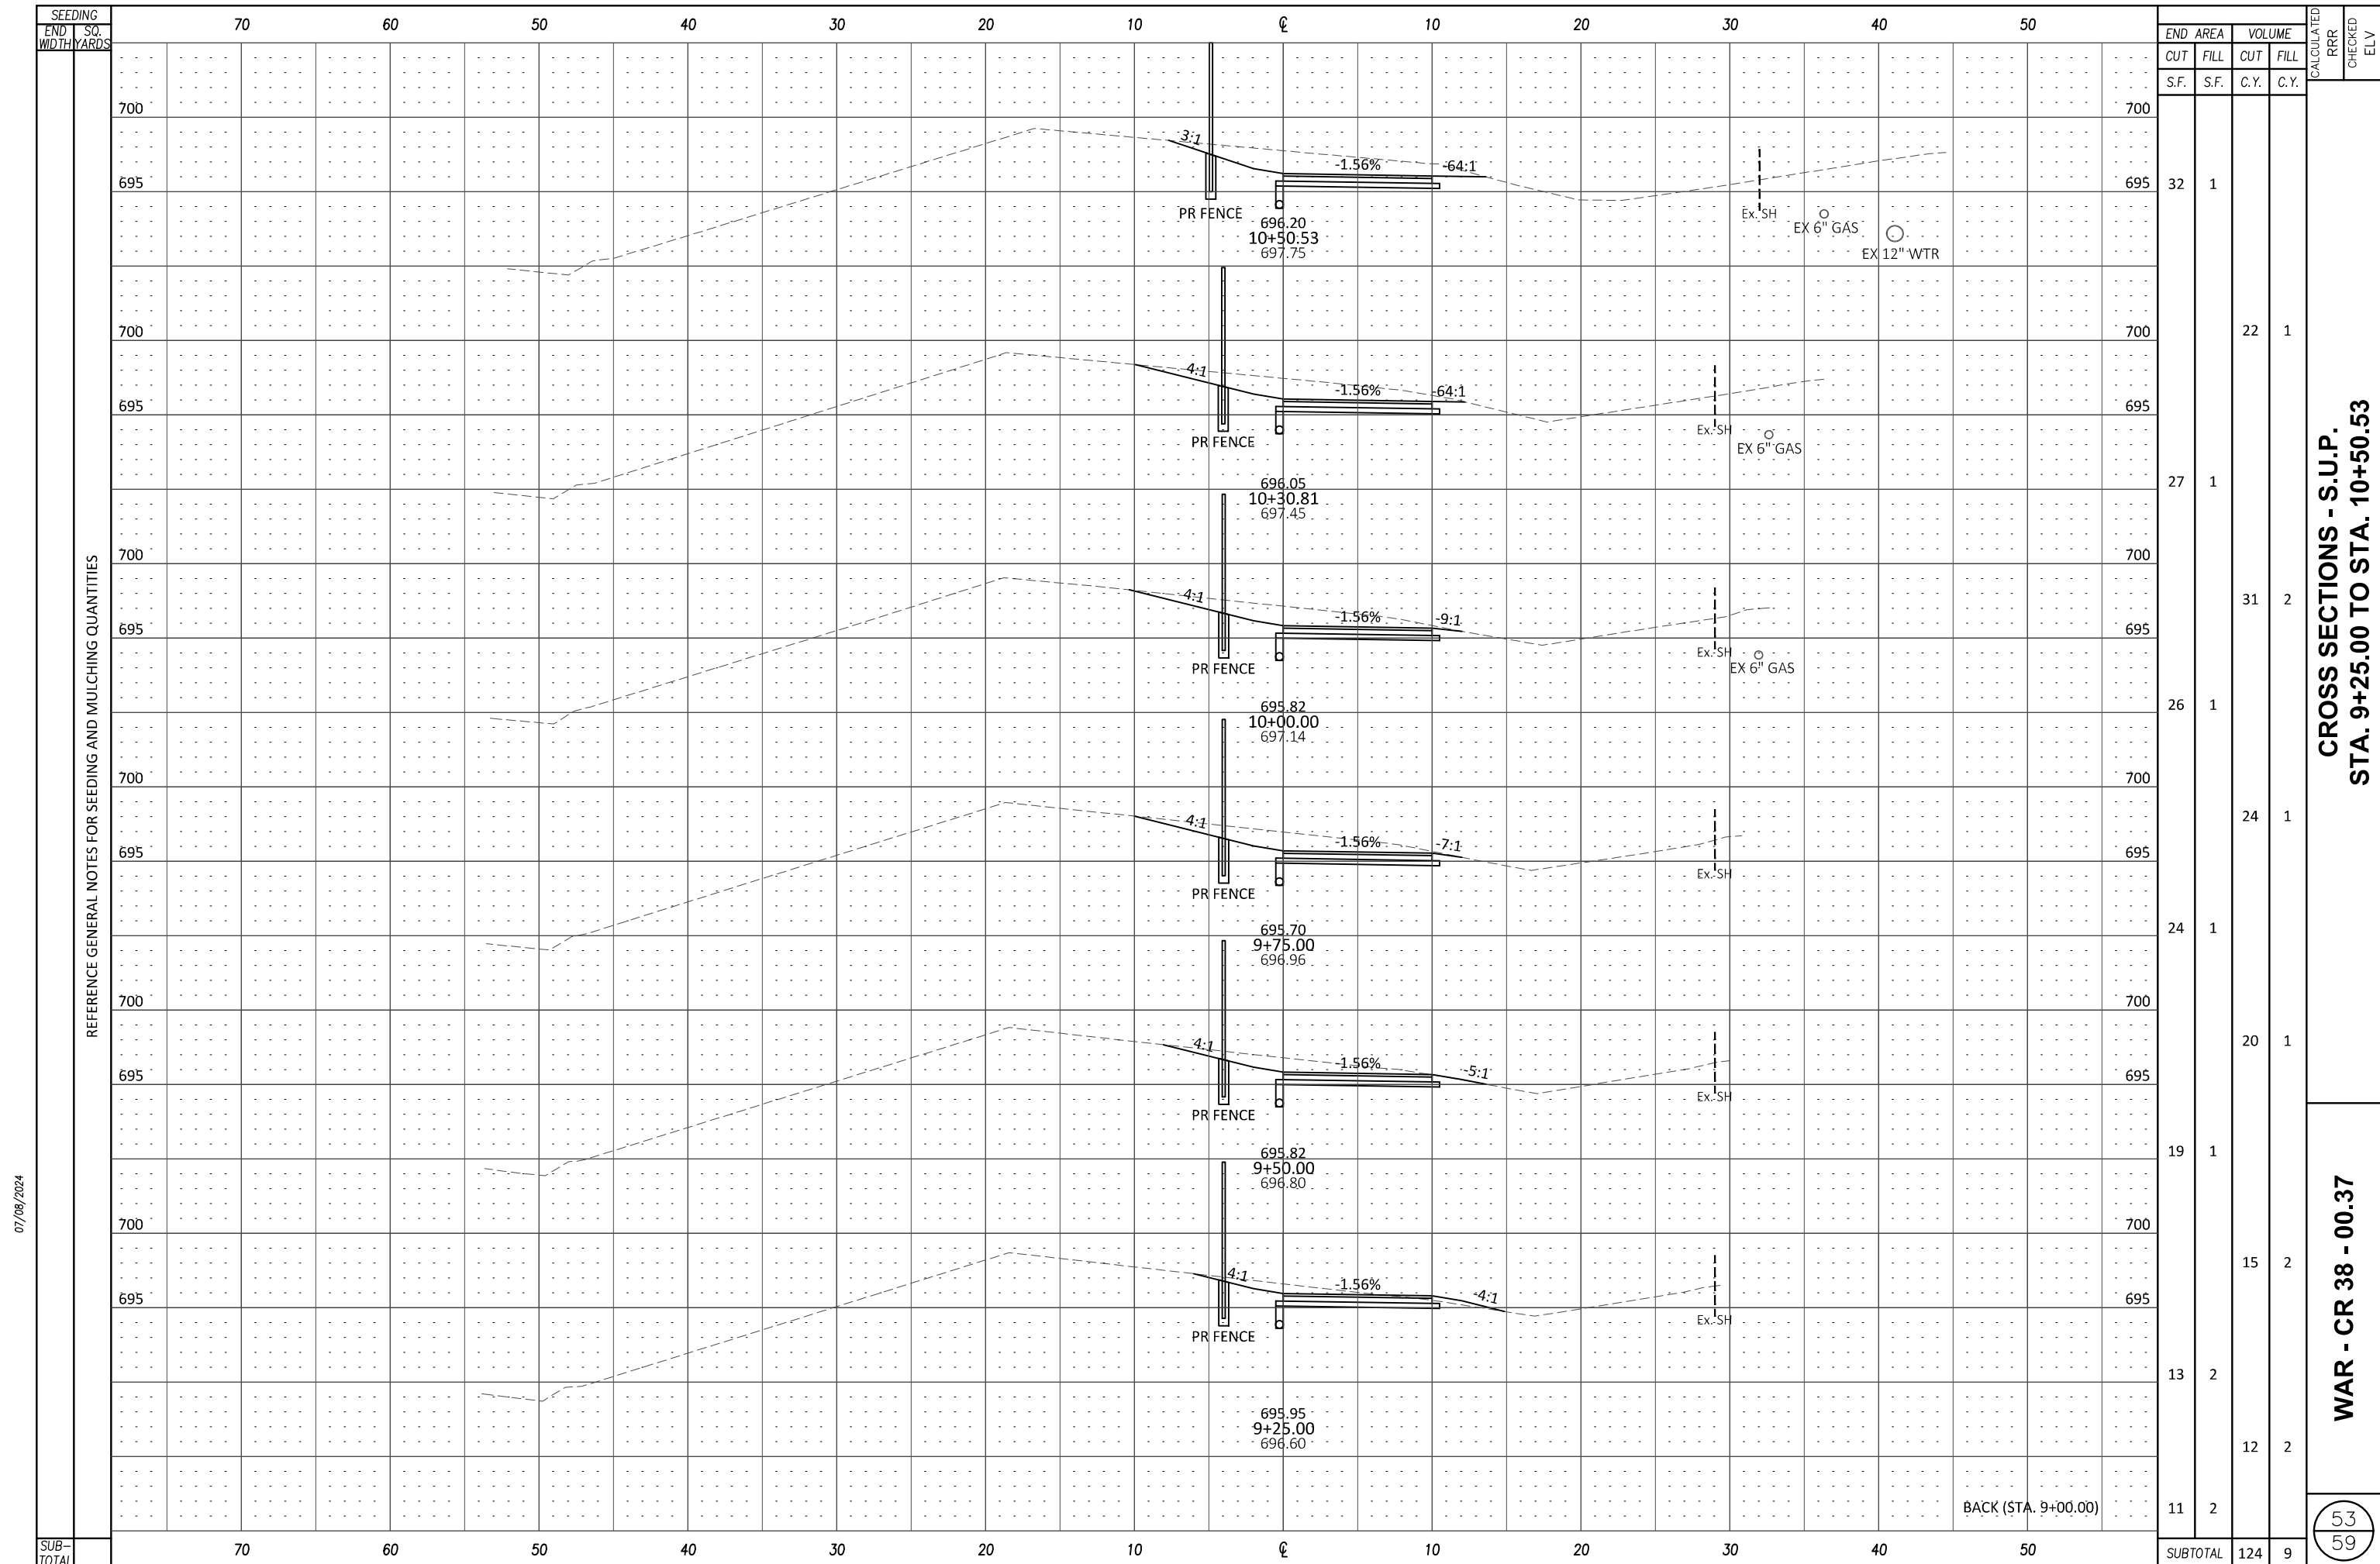 SEEDING
END WIDTH
SQ. YARDS
70 60 50 40 30 20 10 ℄ 10 20 30 40 50
END AREA VOLUME
CUT FILL CUT FILL
S.F. S.F. C.Y. C.Y.
CALCULATED
RRR
CHECKED
ELV
700 700
3:1
-1.56%
-64:1
695 695 32 1
PR FENCE
Ex. SH
EX 6" GAS
EX 12" WTR
696.20
10+50.53
697.75
700 700 22 1
4:1
-1.56%
-64:1
695 695
PR FENCE
Ex. SH
EX 6" GAS
696.05 27 1
10+30.81
697.45
700 700
31 2
4:1
-1.56%
-9:1
695 695
PR FENCE
Ex. SH
EX 6" GAS
695.82 26 1
10+00.00
697.14
700 700
24 1
4:1
-1.56%
-7:1
695 695
PR FENCE
Ex. SH
695.70 24 1
9+75.00
696.96
700 700
20 1
4:1
-1.56%
-5:1
695 695
PR FENCE
Ex. SH
695.82 19 1
9+50.00
696.80
700 700
15 2
4:1
-1.56%
-4:1
695 695
PR FENCE
Ex. SH
13 2
695.95
9+25.00
696.60
12 2
BACK (STA. 9+00.00) 11 2
SUB-TOTAL
70 60 50 40 30 20 10 ℄ 10 20 30 40 50
SUBTOTAL 124 9
REFERENCE GENERAL NOTES FOR SEEDING AND MULCHING QUANTITIES
07/08/2024
CROSS SECTIONS - S.U.P.
STA. 9+25.00 TO STA. 10+50.53
WAR - CR 38 - 00.37
53
59